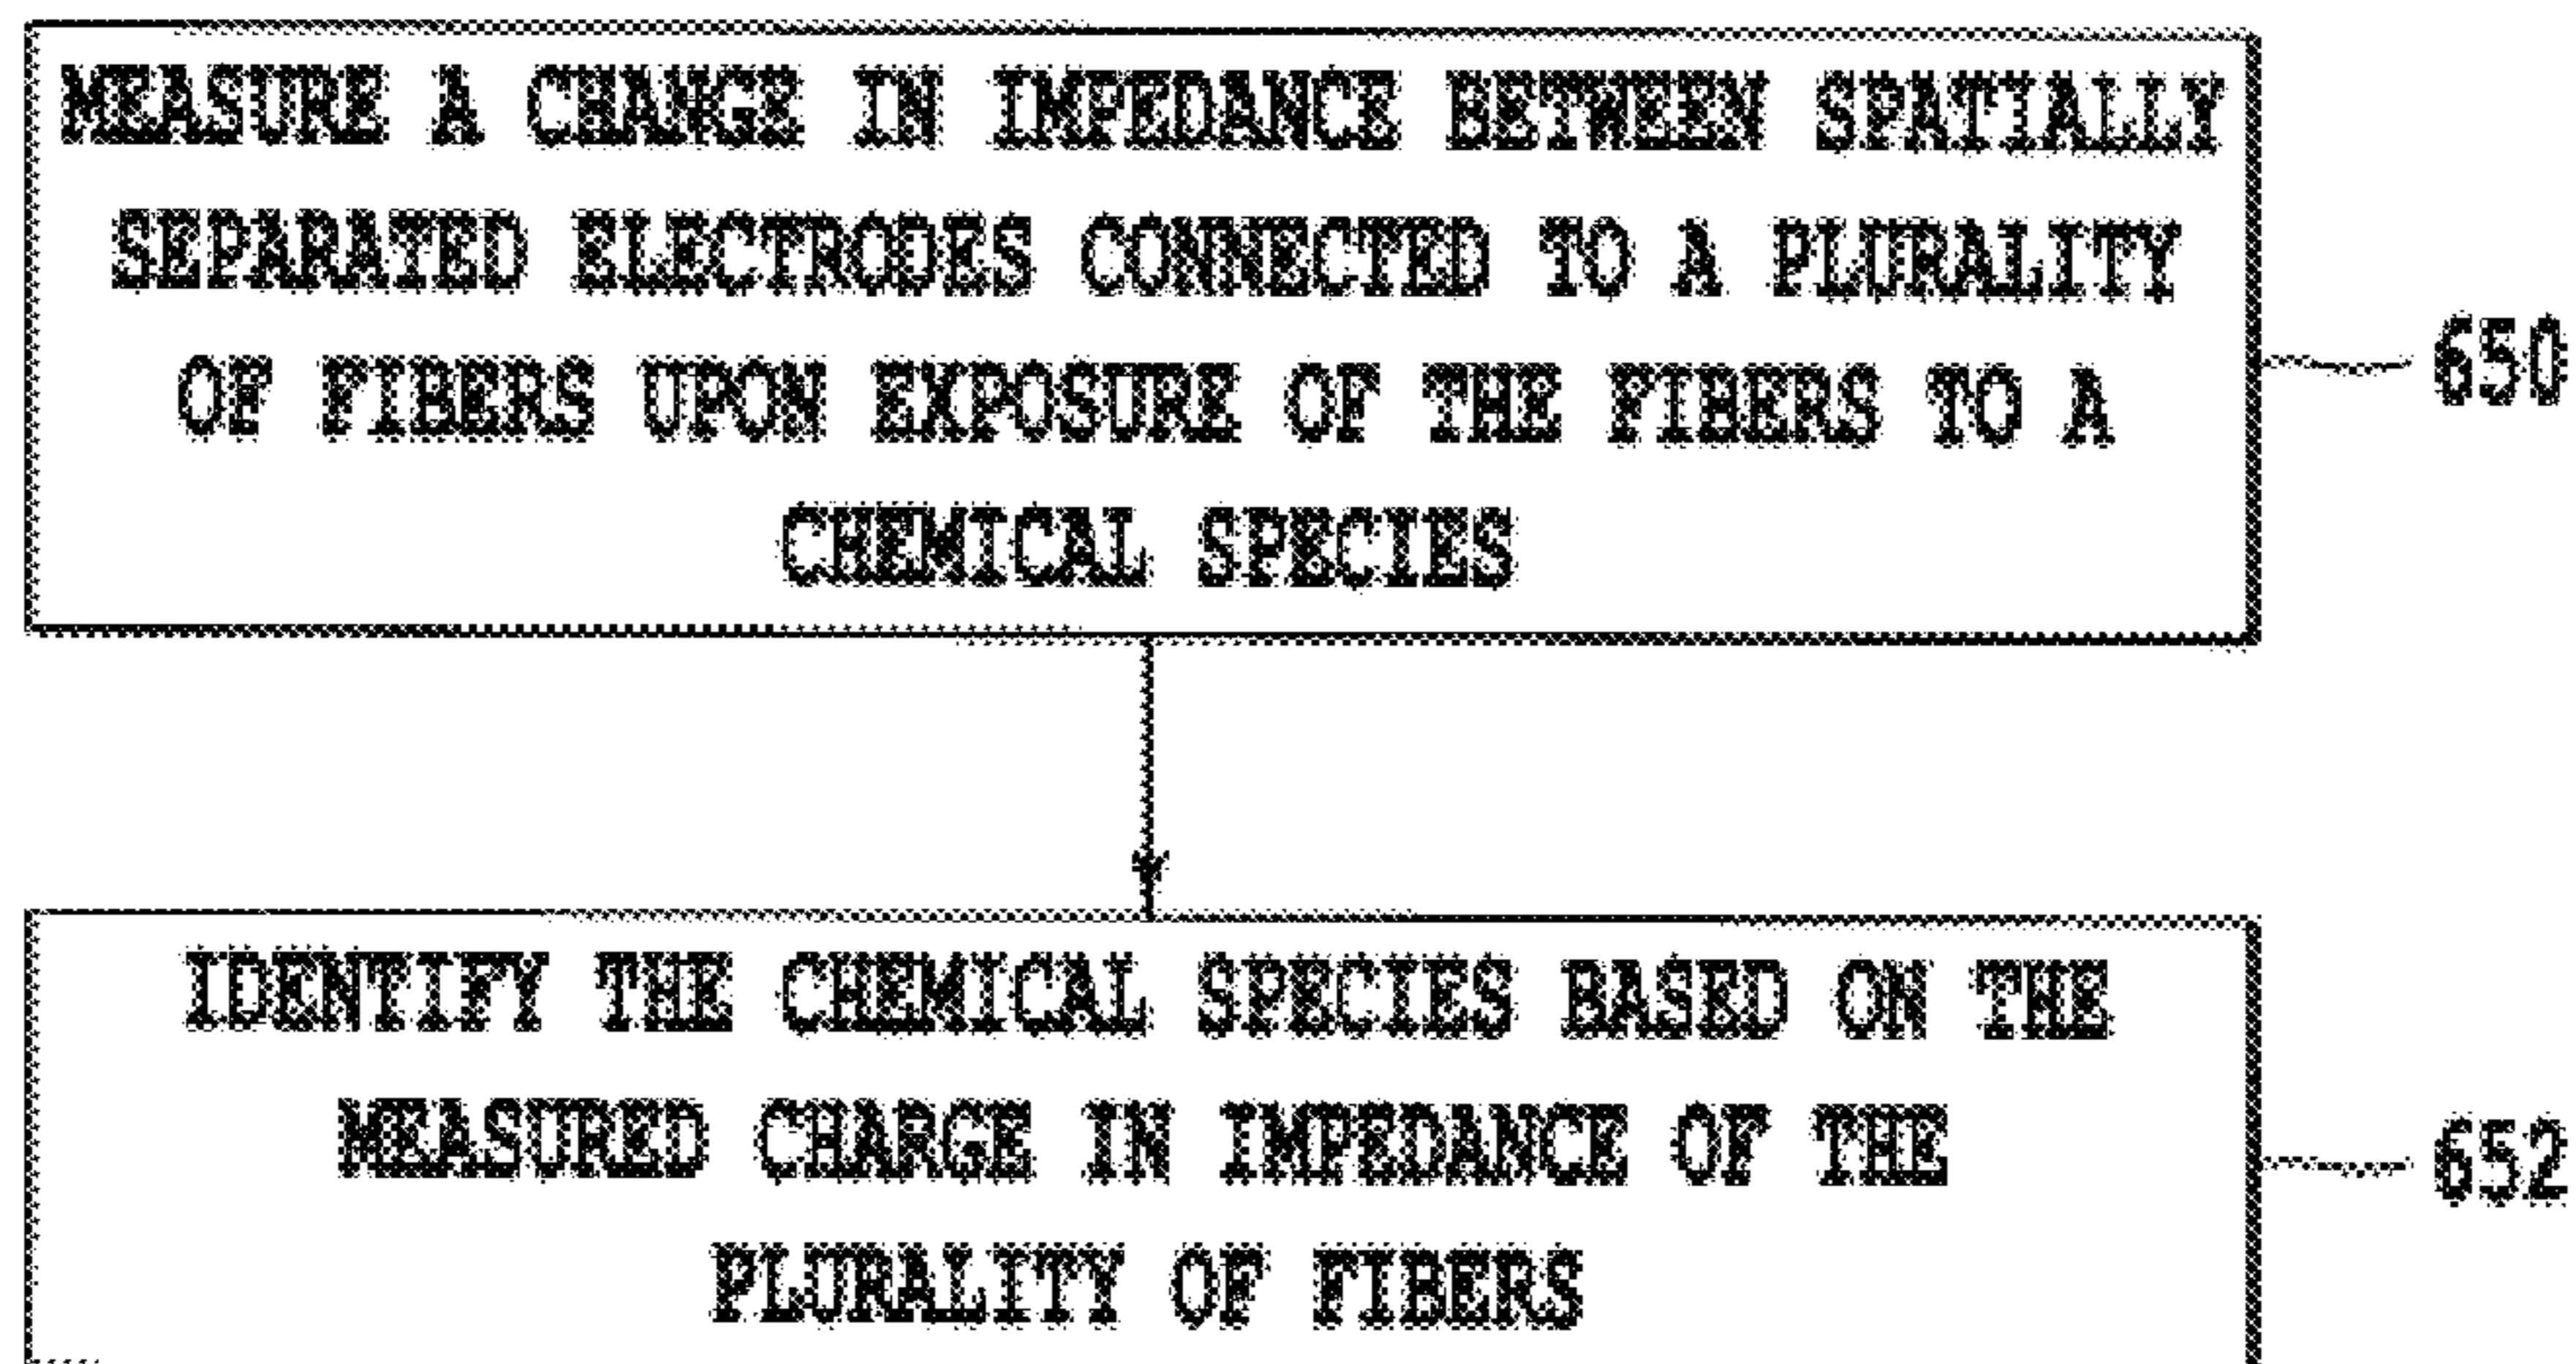 MEASURE A CHANGE IN IMPEDANCE BETWEEN SPATIALLY
SEPARATED ELECTRODES CONNECTED TO A PLURALITY
OF FIBERS UPON EXPOSURE OF THE FIBERS TO A
CHEMICAL SPECIES
650
IDENTIFY THE CHEMICAL SPECIES BASED ON THE
MEASURED CHARGE IN IMPEDANCE OF THE
PLURALITY OF FIBERS
652